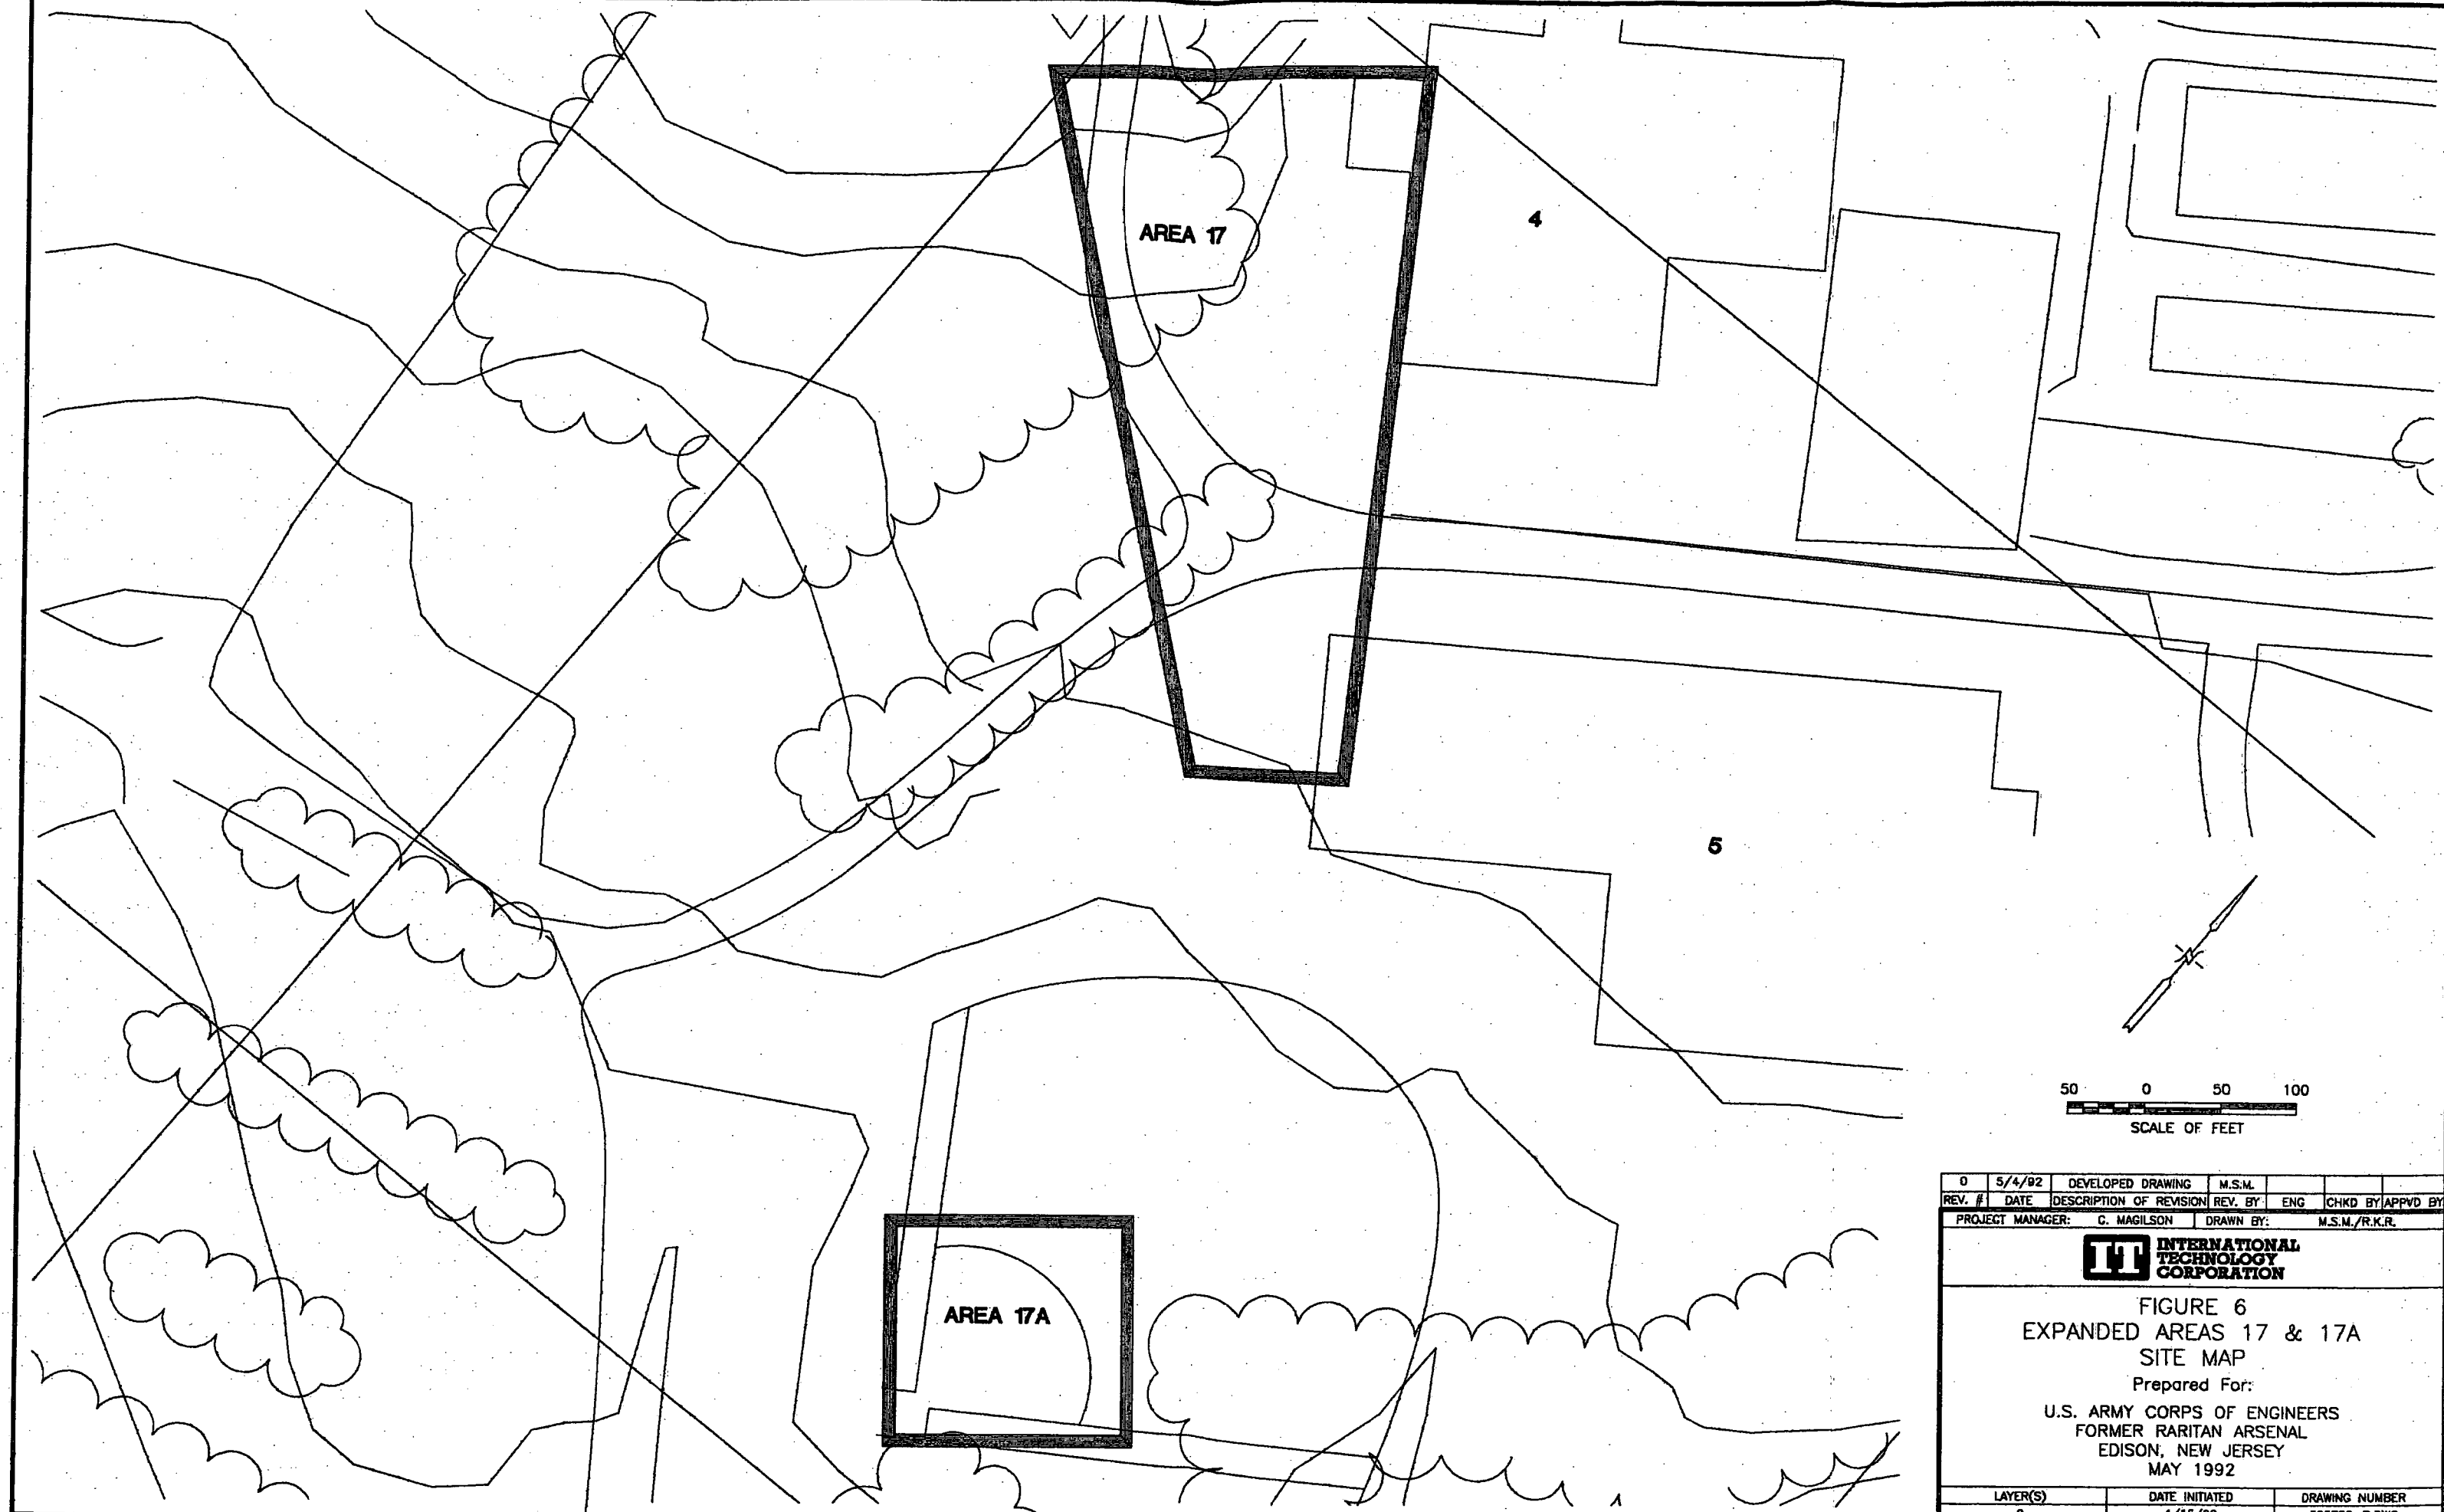 AREA 17
4
5
AREA 17A
N
50 0 50 100
SCALE OF FEET
0 5/4/92 DEVELOPED DRAWING M.S.M.
REV. # DATE DESCRIPTION OF REVISION REV. BY ENG CHKD BY APPVD BY
PROJECT MANAGER: C. MAGILSON DRAWN BY: M.S.M./R.K.R.
IT INTERNATIONAL
TECHNOLOGY
CORPORATION
FIGURE 6
EXPANDED AREAS 17 & 17A
SITE MAP
Prepared For:
U.S. ARMY CORPS OF ENGINEERS
FORMER RARITAN ARSENAL
EDISON, NEW JERSEY
MAY 1992
LAYER(S) DATE INITIATED DRAWING NUMBER